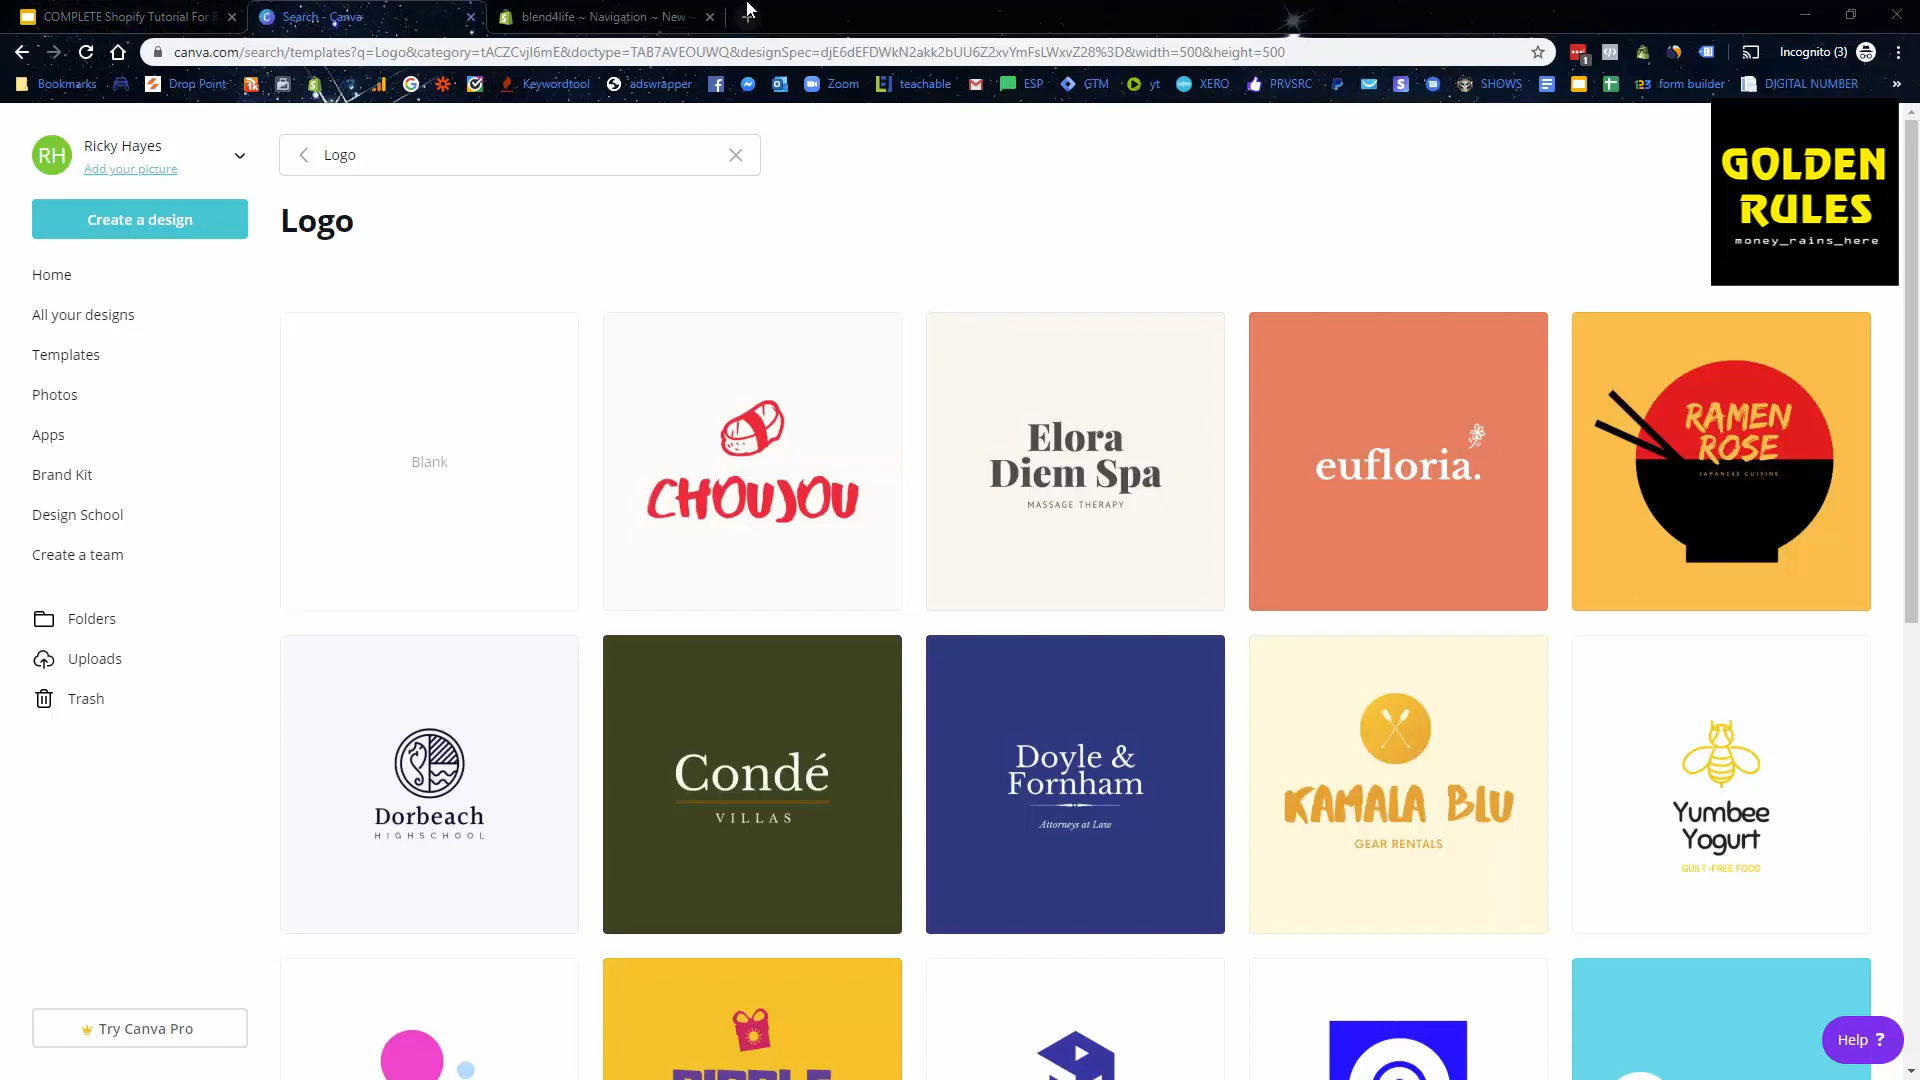 COMPLETE Shopify Tutorial For B
Search - Canva
blend4life ~ Navigation ~ New
canva.com/search/templates?q=Logo&category=tACZCvjI6mE&doctype=TAB7AVEOUWQ&designSpec=djE6dEFDWkN2akk2bUU6Z2xvYmFsLWxvZ28%3D&width=500&height=500
Incognito (3)
Bookmarks
Drop Point
Keywordtool
adswrapper
Zoom
teachable
ESP
GTM
yt
XERO
PRVSRC
SHOWS
form builder
DIGITAL NUMBER
RH
Ricky Hayes
Add your picture
Logo
GOLDEN
RULES
money_rains_here
Create a design
Logo
Home
All your designs
Templates
Photos
Apps
Brand Kit
Design School
Create a team
Folders
Uploads
Trash
Try Canva Pro
Blank
CHOUJOU
Elora
Diem Spa
MASSAGE THERAPY
eufloria.
RAMEN
ROSE
JAPANESE CUISINE
Dorbeach
HIGHSCHOOL
Condé
VILLAS
Doyle &
Fornham
Attorneys at Law
KAMALA BLU
GEAR RENTALS
Yumbee
Yogurt
GUILT-FREE FOOD
Help ?